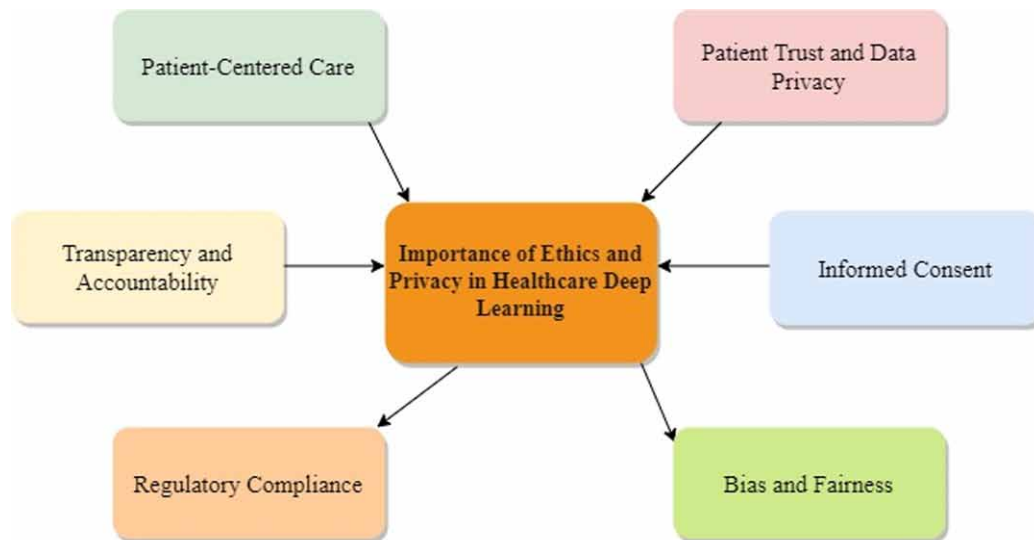 Patient-Centered Care
Patient Trust and Data
Privacy
Transparency and
Accountability
Importance of Ethics and
Privacy in Healthcare Deep
Learning
Informed Consent
Regulatory Compliance
Bias and Fairness